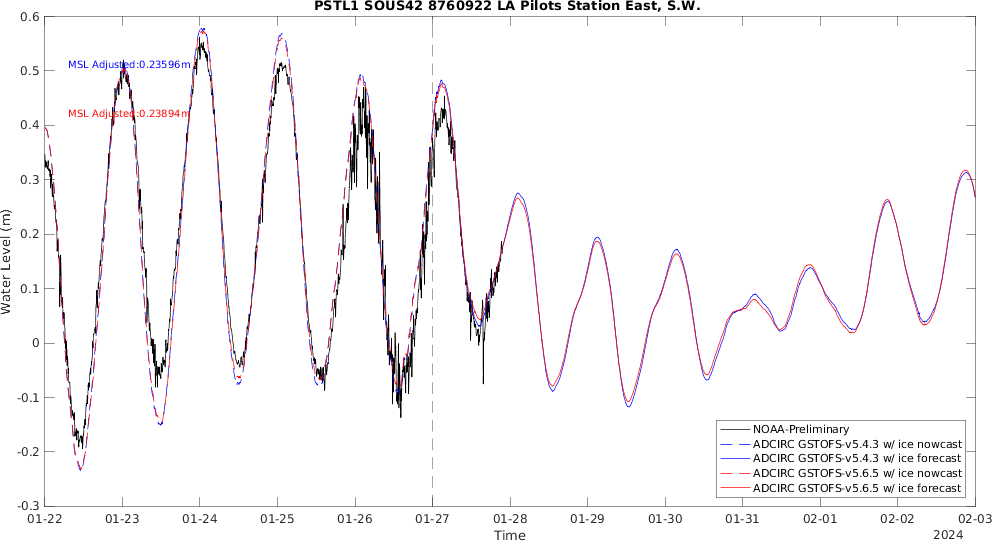 PSTL1 SOUS42 8760922 LA Pilots Station East, S.W.
0.6
0.5
0.4
0.3
0.2
0.1
0
-0.1
-0.2
-0.3
Water Level (m)
MSL Adjusted:0.23596m
MSL Adjusted:0.23894m
NOAA-Preliminary
ADCIRC GSTOFS-v5.4.3 w/ ice nowcast
ADCIRC GSTOFS-v5.4.3 w/ ice forecast
ADCIRC GSTOFS-v5.6.5 w/ ice nowcast
ADCIRC GSTOFS-v5.6.5 w/ ice forecast
01-22 01-23 01-24 01-25 01-26 01-27 01-28 01-29 01-30 01-31 02-01 02-02 02-03
Time
2024